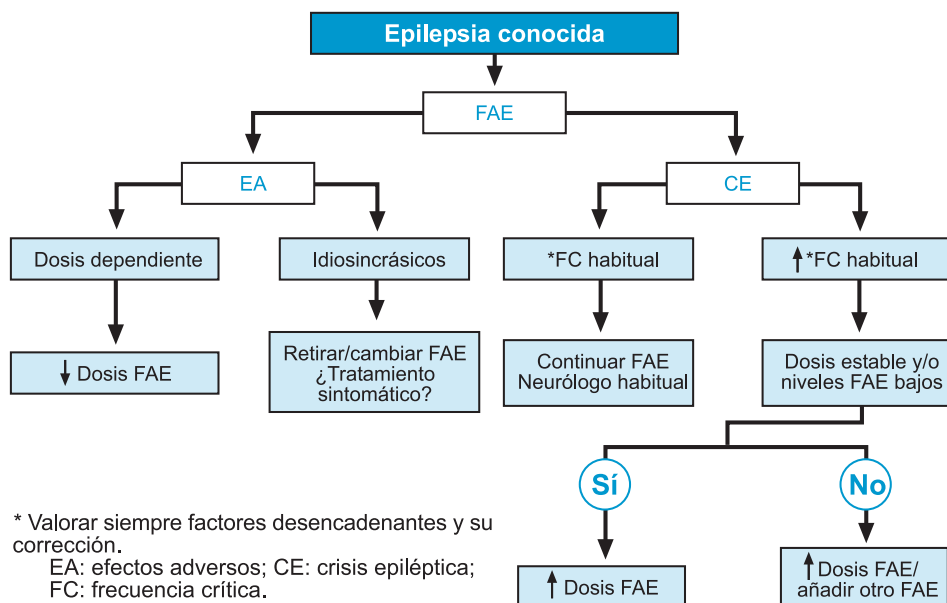 Epilepsia conocida
FAE
EA
CE
Dosis dependiente
Idiosincrásicos
*FC habitual
↑ *FC habitual
↓ Dosis FAE
Retirar/cambiar FAE
¿Tratamiento
sintomático?
Continuar FAE
Neurólogo habitual
Dosis estable y/o
niveles FAE bajos
Sí
No
↑ Dosis FAE
↑ Dosis FAE/
añadir otro FAE
* Valorar siempre factores desencadenantes y su
corrección.
EA: efectos adversos; CE: crisis epiléptica;
FC: frecuencia crítica.